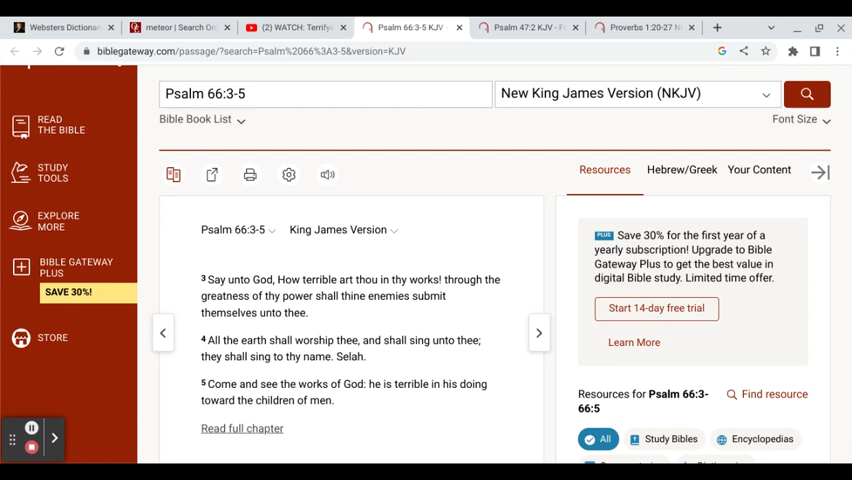 Websters Dictionary
meteor | Search On
WATCH: Terrifyi
Psalm 66:3-5 KJV
Psalm 47:2 KJV - F
Proverbs 1:20-27 N
biblegateway.com/passage/?search=Psalm%2066%3A3-5&version=KJV
Psalm 66:3-5
New King James Version (NKJV)
Bible Book List
Font Size
READ
THE BIBLE
STUDY
TOOLS
EXPLORE
MORE
BIBLE GATEWAY
PLUS
SAVE 30%!
STORE
Resources
Hebrew/Greek
Your Content
Psalm 66:3-5
King James Version
3 Say unto God, How terrible art thou in thy works! through the
greatness of thy power shall thine enemies submit
themselves unto thee.
4 All the earth shall worship thee, and shall sing unto thee;
they shall sing to thy name. Selah.
5 Come and see the works of God: he is terrible in his doing
toward the children of men.
Read full chapter
PLUS Save 30% for the first year of a
yearly subscription! Upgrade to Bible
Gateway Plus to get the best value in
digital Bible study. Limited time offer.
Start 14-day free trial
Learn More
Resources for Psalm 66:3-
66:5
Find resource
All
Study Bibles
Encyclopedias